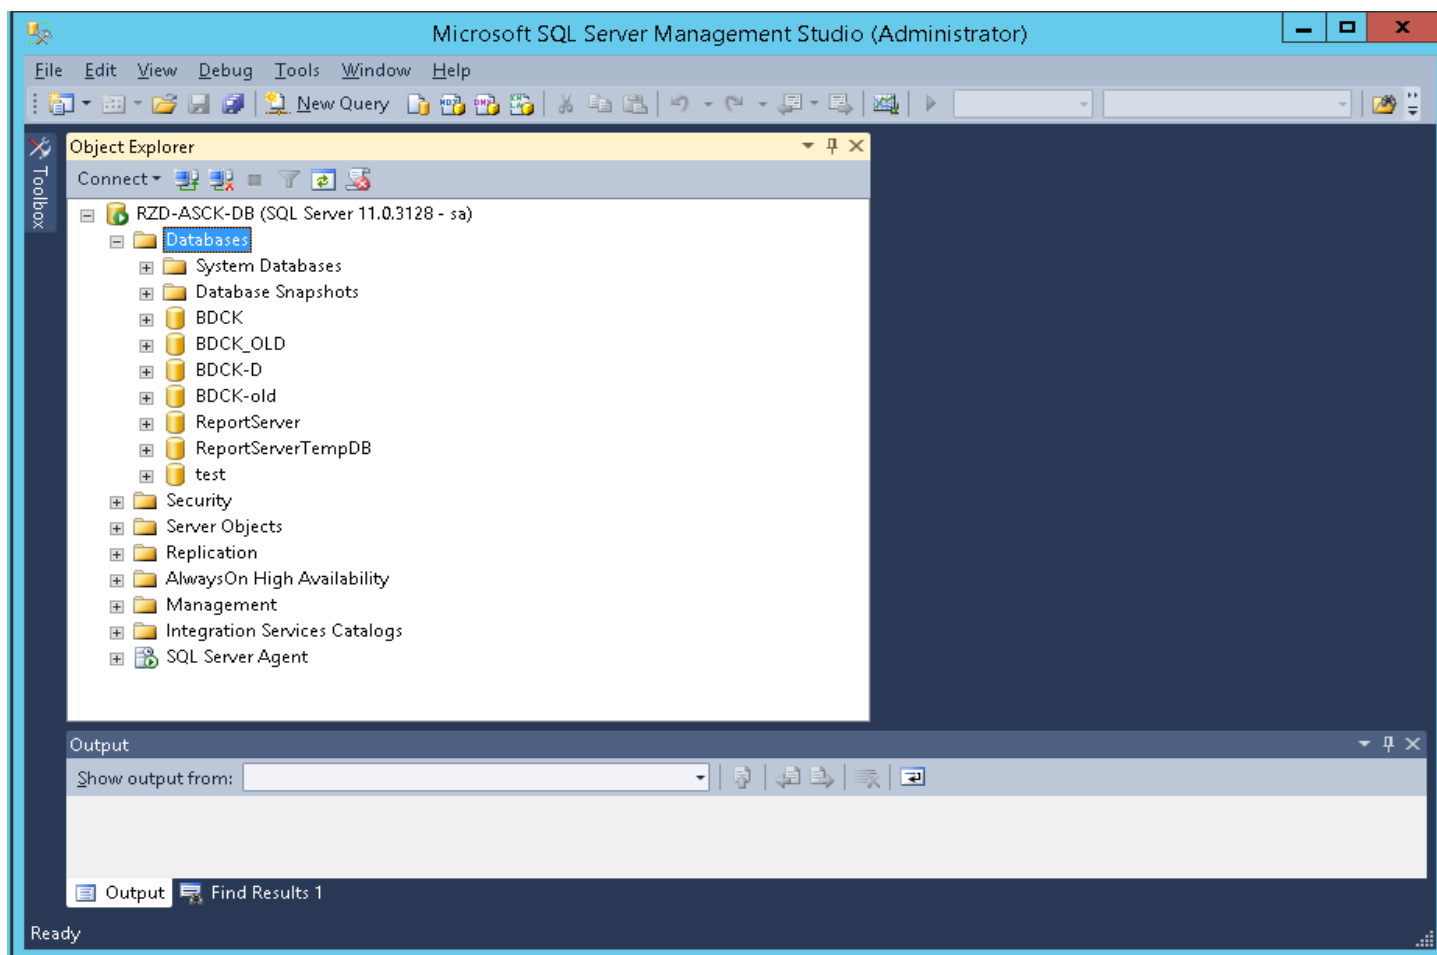 Microsoft SQL Server Management Studio (Administrator)
File Edit View Debug Tools Window Help
New Query
Toolbox
Object Explorer
Connect
RZD-ASCK-DB (SQL Server 11.0.3128 - sa)
Databases
System Databases
Database Snapshots
BDCK
BDCK_OLD
BDCK-D
BDCK-old
ReportServer
ReportServerTempDB
test
Security
Server Objects
Replication
AlwaysOn High Availability
Management
Integration Services Catalogs
SQL Server Agent
Output
Show output from:
Output Find Results 1
Ready